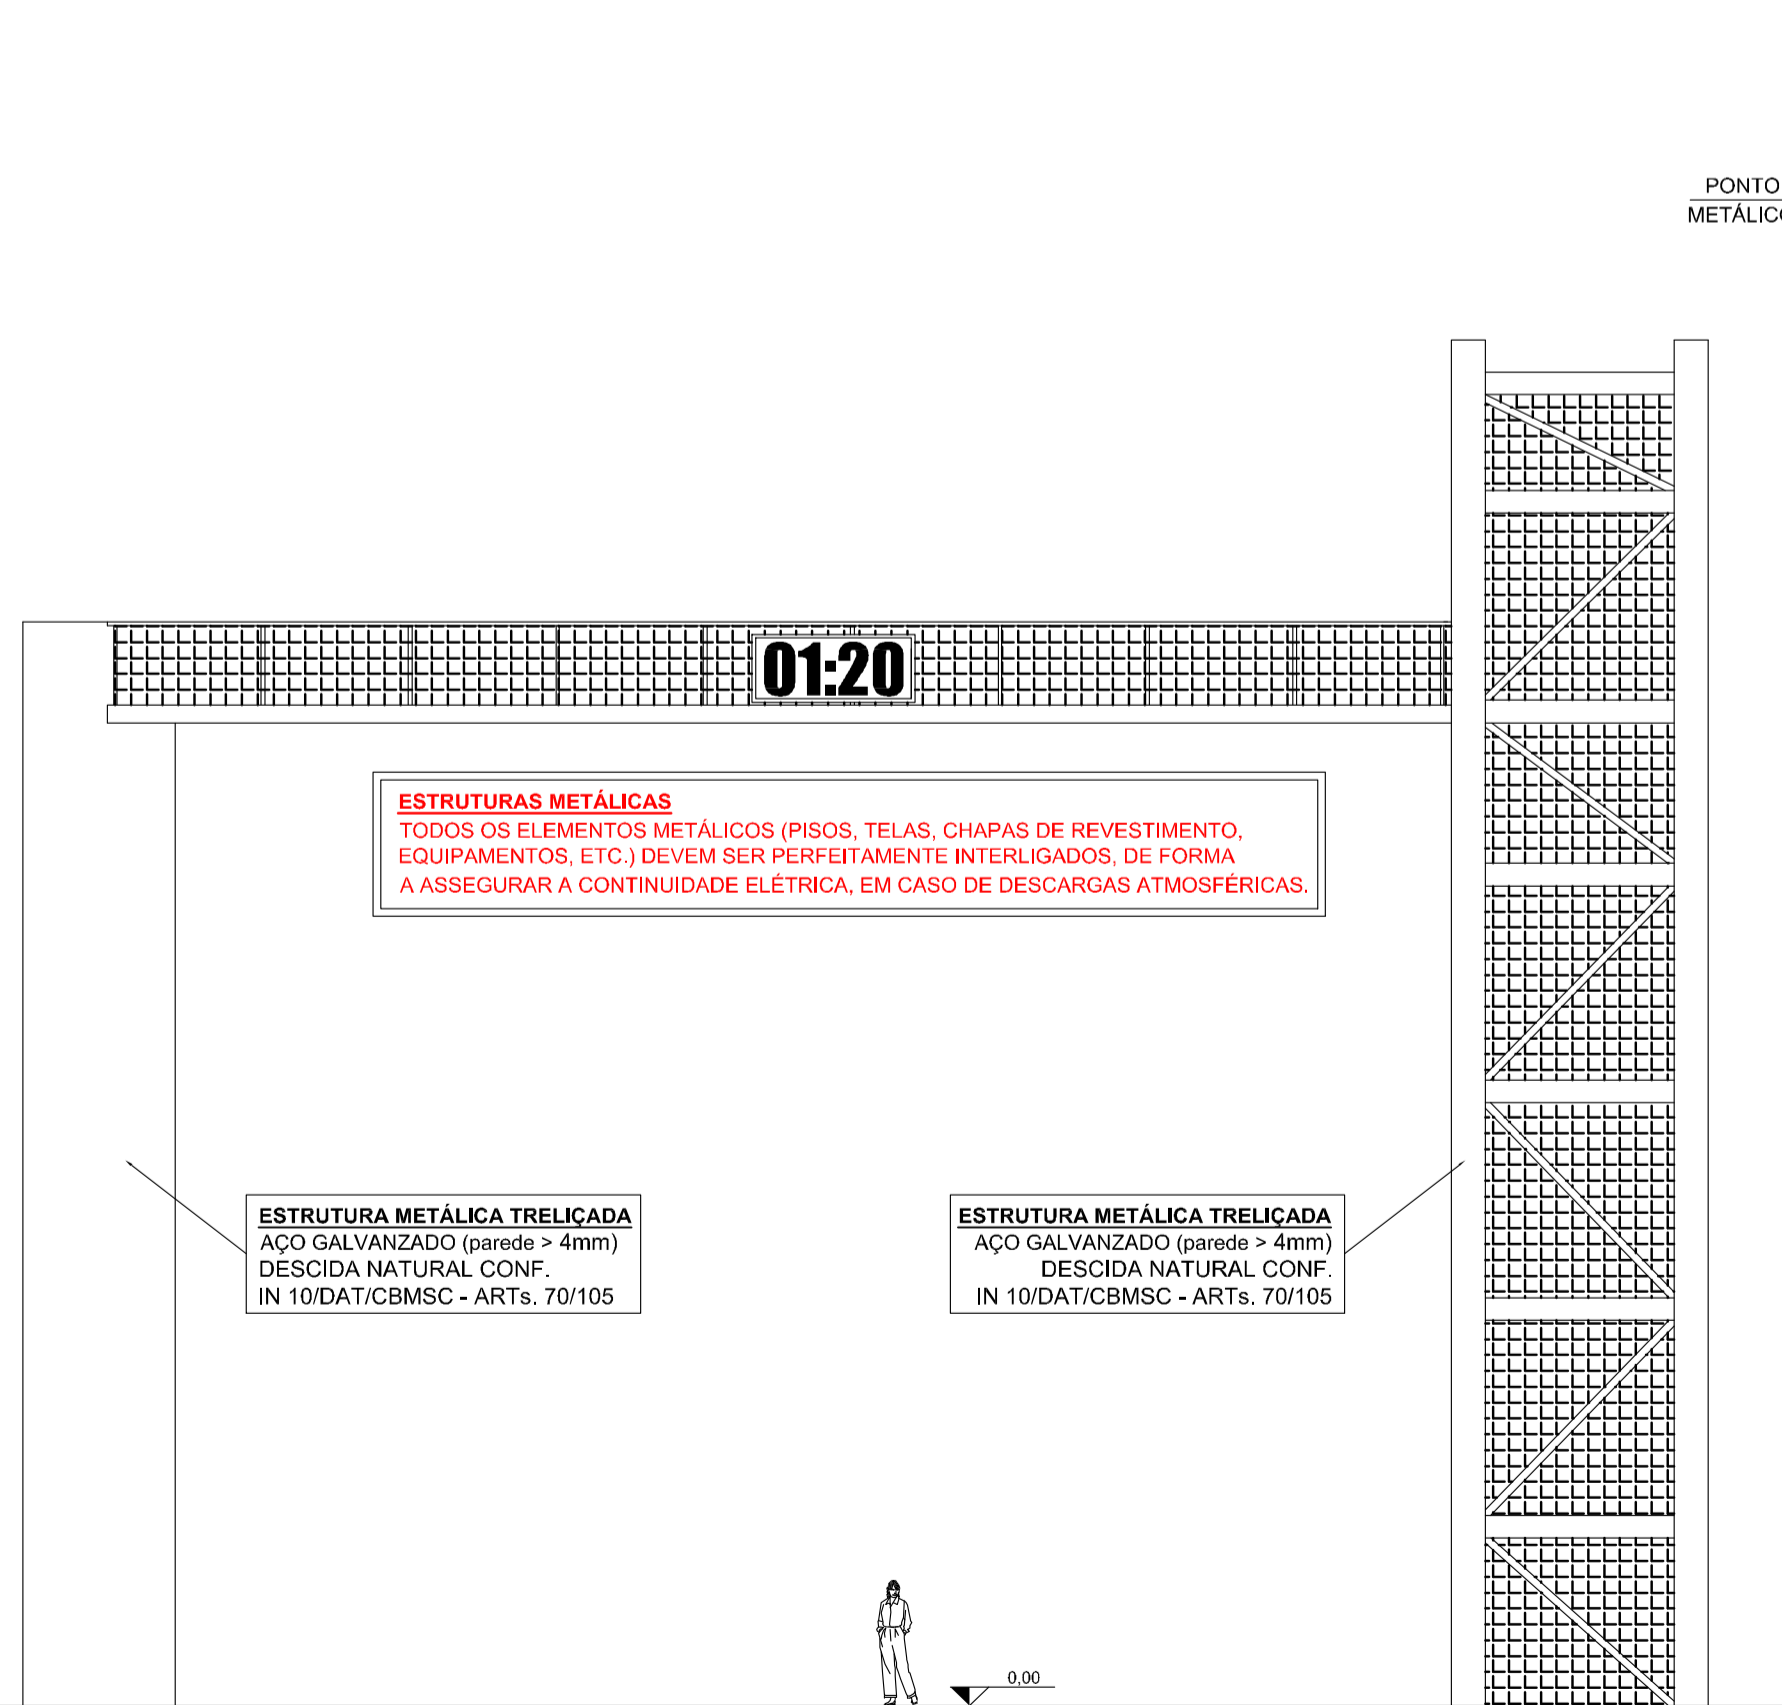 PONTO
METÁLICO
01:20
ESTRUTURAS METÁLICAS
TODOS OS ELEMENTOS METÁLICOS (PISOS, TELAS, CHAPAS DE REVESTIMENTO,
EQUIPAMENTOS, ETC.) DEVEM SER PERFEITAMENTE INTERLIGADOS, DE FORMA
A ASSEGURAR A CONTINUIDADE ELÉTRICA, EM CASO DE DESCARGAS ATMOSFÉRICAS.
ESTRUTURA METÁLICA TRELIÇADA
AÇO GALVANZADO (parede > 4mm)
DESCIDA NATURAL CONF.
IN 10/DAT/CBMSC - ARTs. 70/105
ESTRUTURA METÁLICA TRELIÇADA
AÇO GALVANZADO (parede > 4mm)
DESCIDA NATURAL CONF.
IN 10/DAT/CBMSC - ARTs. 70/105
0,00